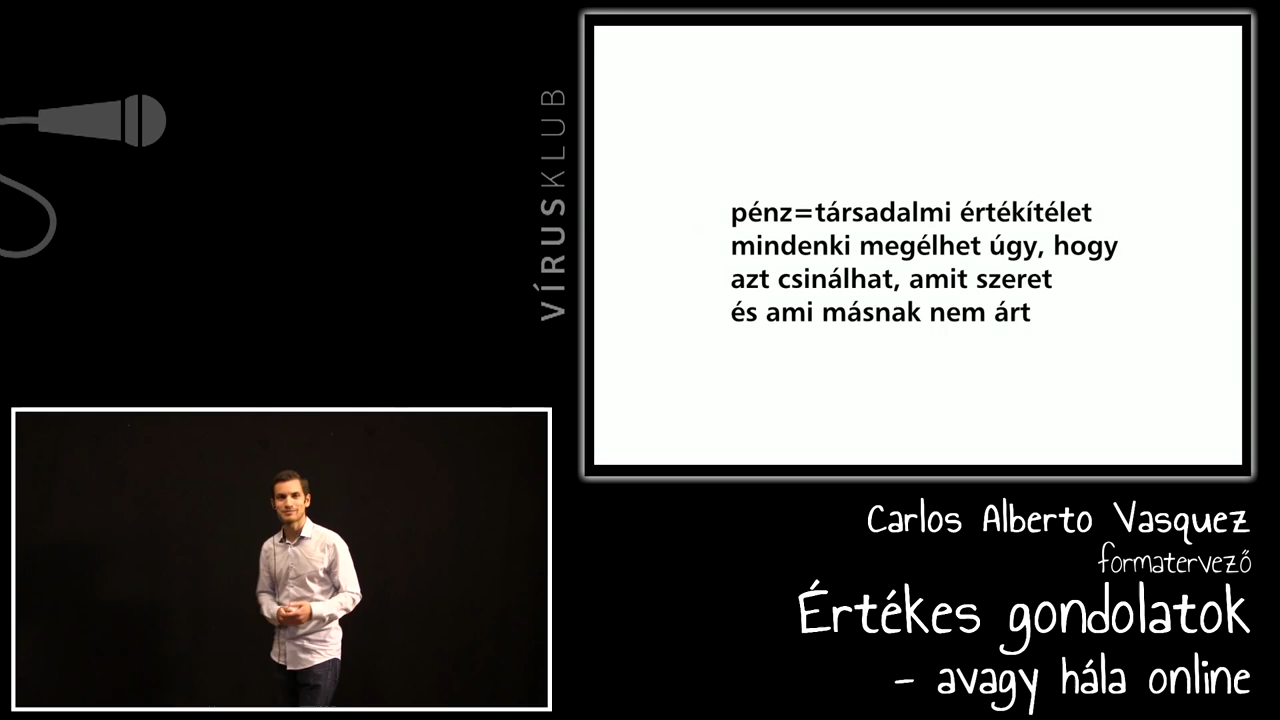 VÍRUSKLUB
pénz=társadalmi értékítélet
mindenki megélhet úgy, hogy
azt csinálhat, amit szeret
és ami másnak nem árt
Carlos Alberto Vasquez
formatervező
Értékes gondolatok
- avagy hála online